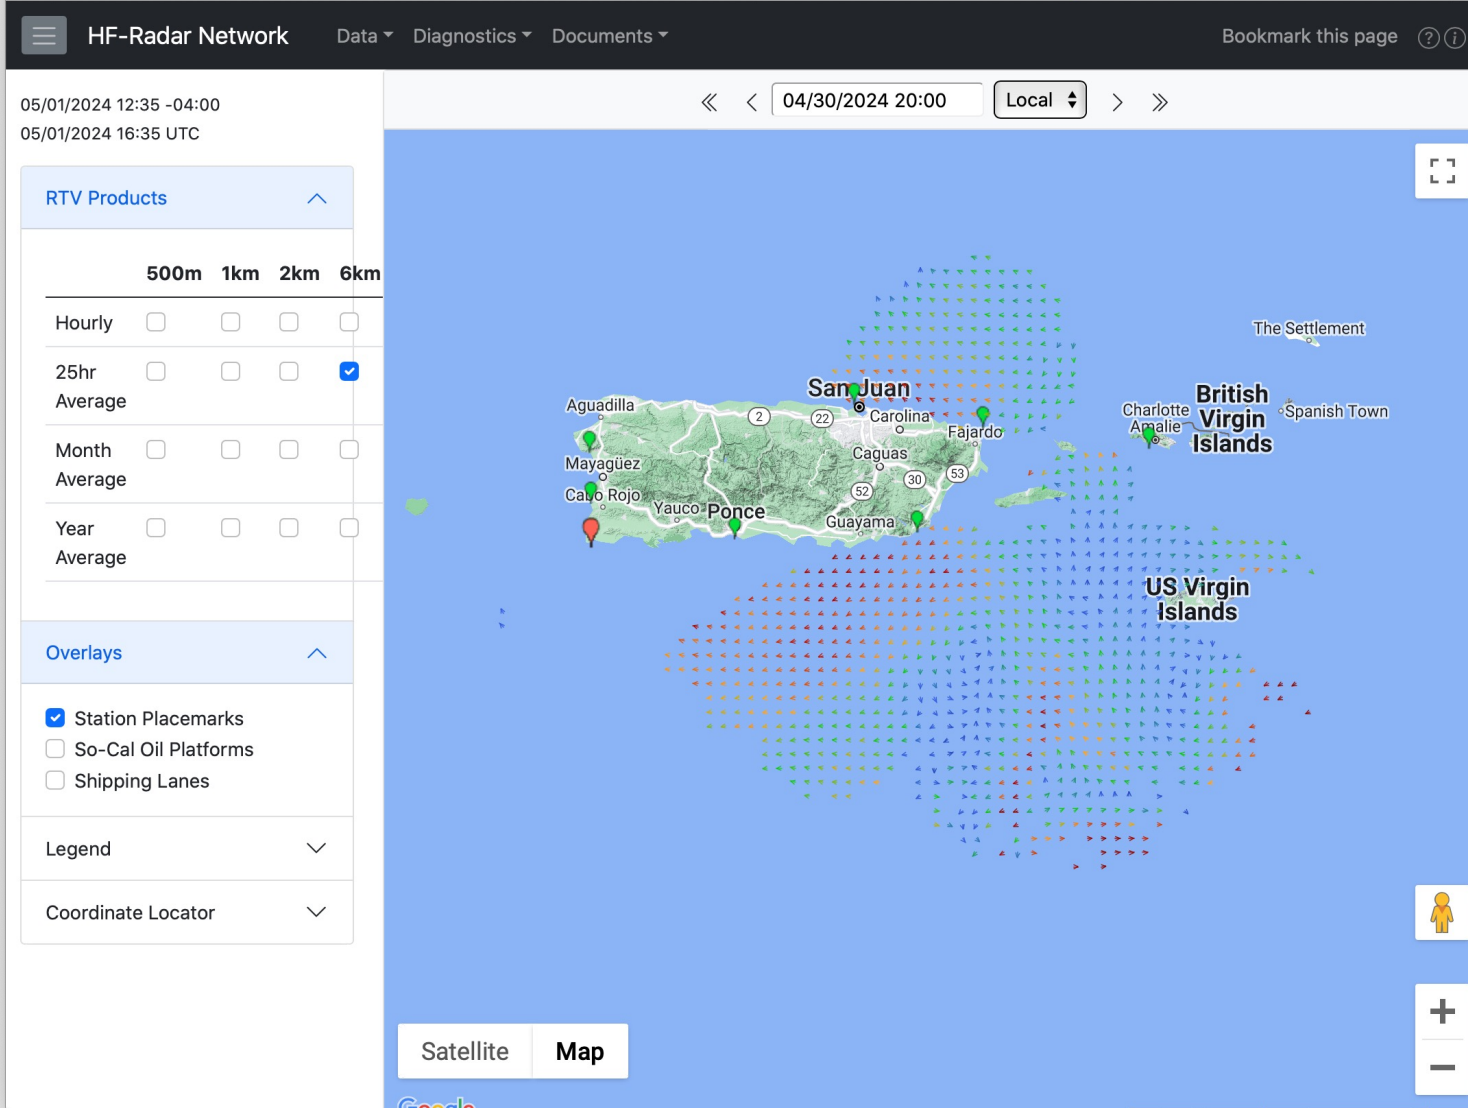 HF-Radar Network
Data
Diagnostics
Documents
Bookmark this page
?
i
05/01/2024 12:35 -04:00
05/01/2024 16:35 UTC
04/30/2024 20:00
Local
RTV Products
500m 1km 2km 6km
Hourly
25hr
Average
Month
Average
Year
Average
Overlays
Station Placemarks
So-Cal Oil Platforms
Shipping Lanes
Legend
Coordinate Locator
The Settlement
San Juan
Aguadilla
2
22
Carolina
Fajardo
Charlotte
Amalie
British
Virgin
Islands
Spanish Town
Mayagüez
Caguas
Cabo Rojo
52
30
53
Yauco
Ponce
Guayama
US Virgin
Islands
Satellite
Map
Google